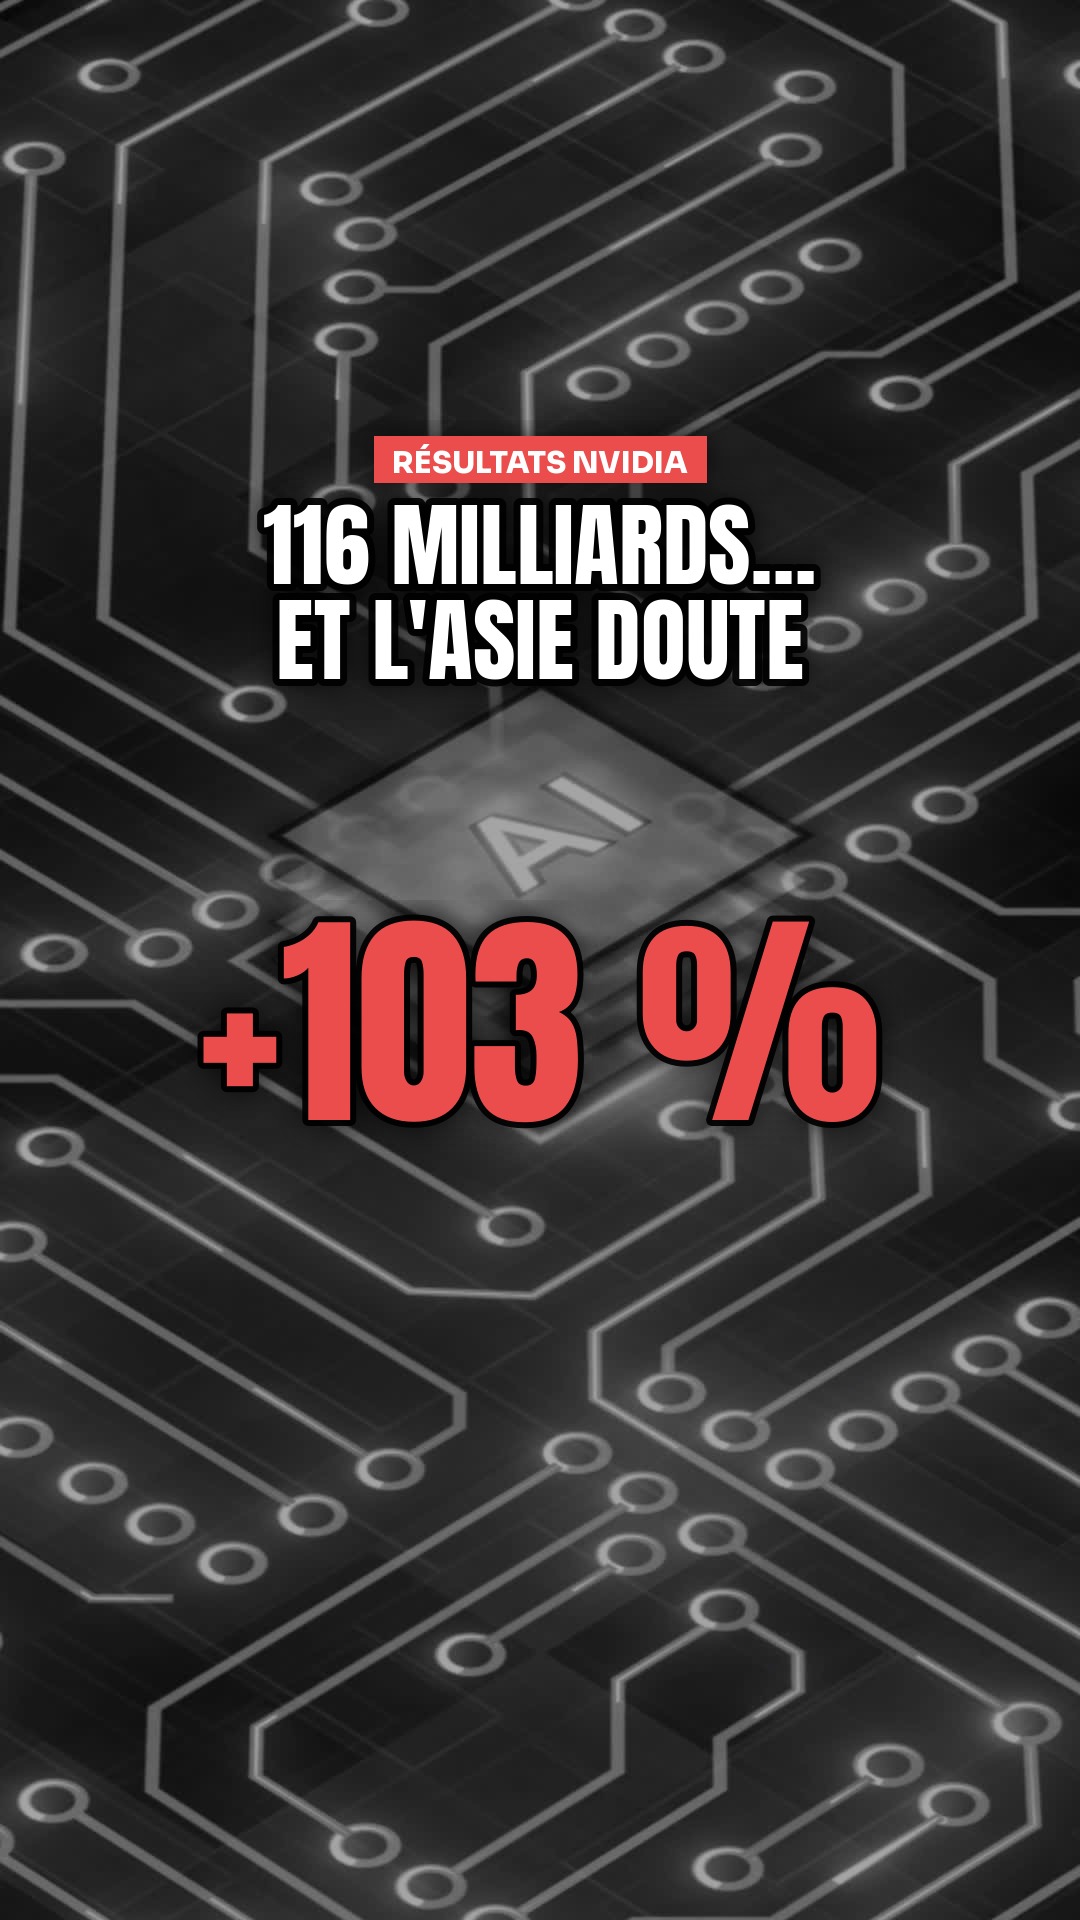 RÉSULTATS NVIDIA
116 MILLIARDS...
ET L'ASIE DOUTE
AI
+103 %